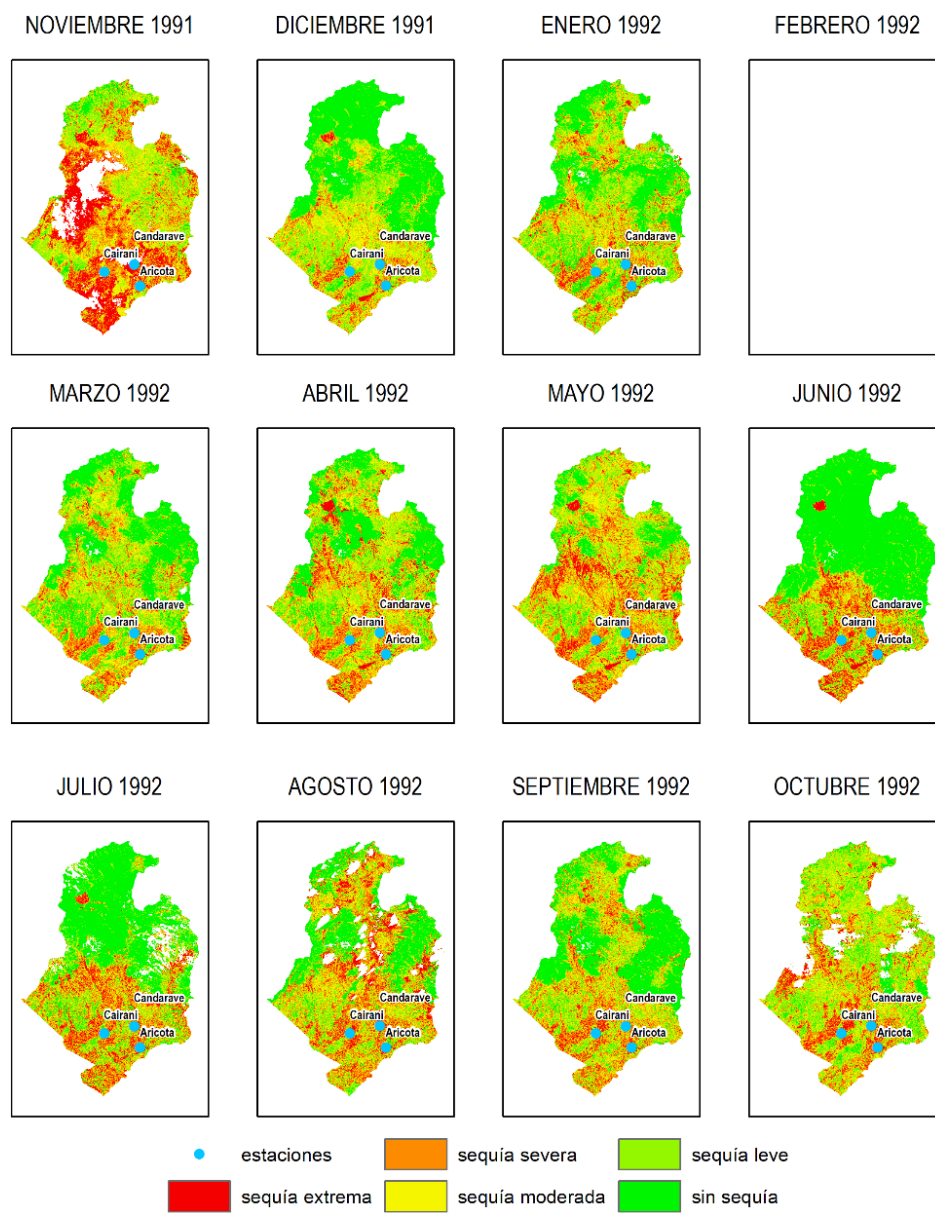 NOVIEMBRE 1991
DICIEMBRE 1991
ENERO 1992
FEBRERO 1992
Candarave
Cairani
Aricota
Candarave
Cairani
Aricota
Candarave
Cairani
Aricota
MARZO 1992
ABRIL 1992
MAYO 1992
JUNIO 1992
Candarave
Cairani
Aricota
Candarave
Cairani
Aricota
Candarave
Cairani
Aricota
Candarave
Cairani
Aricota
JULIO 1992
AGOSTO 1992
SEPTIEMBRE 1992
OCTUBRE 1992
Candarave
Cairani
Aricota
Candarave
Cairani
Aricota
Candarave
Cairani
Aricota
Candarave
Cairani
Aricota
estaciones
sequía severa
sequía leve
sequía extrema
sequía moderada
sin sequía